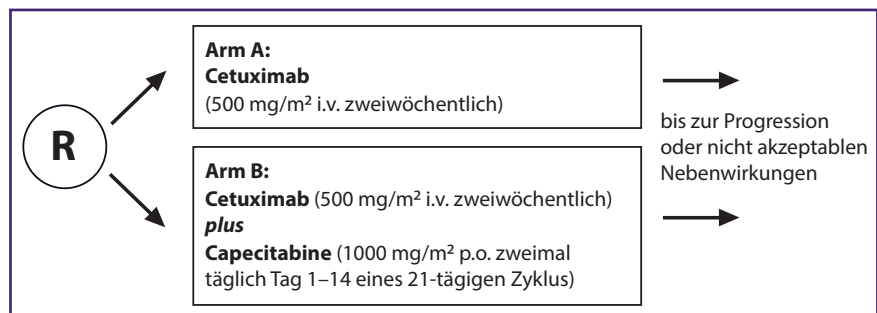 R
Arm A:
Cetuximab
(500 mg/m² i.v. zweiwöchentlich)
Arm B:
Cetuximab (500 mg/m² i.v. zweiwöchentlich)
plus
Capecitabine (1000 mg/m² p.o. zweimal
täglich Tag 1–14 eines 21-tägigen Zyklus)
bis zur Progression
oder nicht akzeptablen
Nebenwirkungen